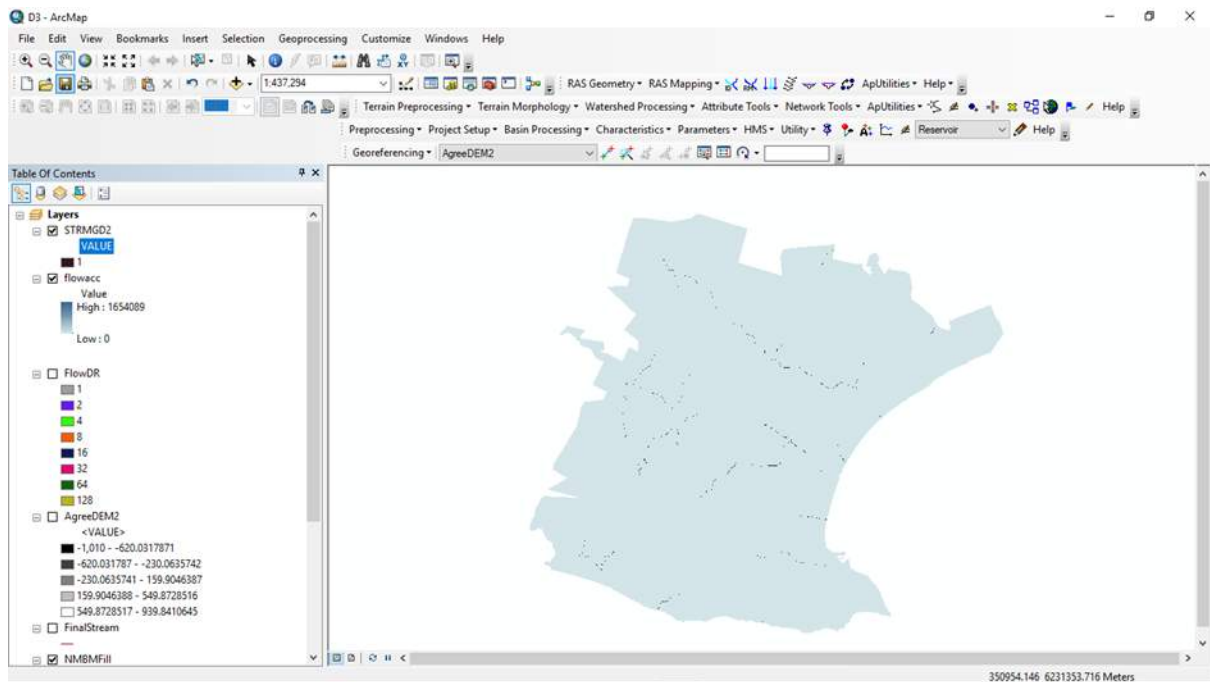 D3 - ArcMap
File Edit View Bookmarks Insert Selection Geoprocessing Customize Windows Help
1:437,294 RAS Geometry RAS Mapping ApUtilities Help
Terrain Preprocessing Terrain Morphology Watershed Processing Attribute Tools Network Tools ApUtilities Help
Preprocessing Project Setup Basin Processing Characteristics Parameters HMS Utility Reservoir Help
Georeferencing AgreeDEM2
Table Of Contents
Layers
STRMGD2
VALUE
1
flowacc
Value
High : 1654089
Low : 0
FlowDR
1
2
4
8
16
32
64
128
AgreeDEM2
<VALUE>
-1,010 - -620.0317871
-620.031787 - -230.0635742
-230.0635741 - 159.9046387
159.9046388 - 549.8728516
549.8728517 - 939.8410645
FinalStream
NMBMFill
350954.146 6231353.716 Meters